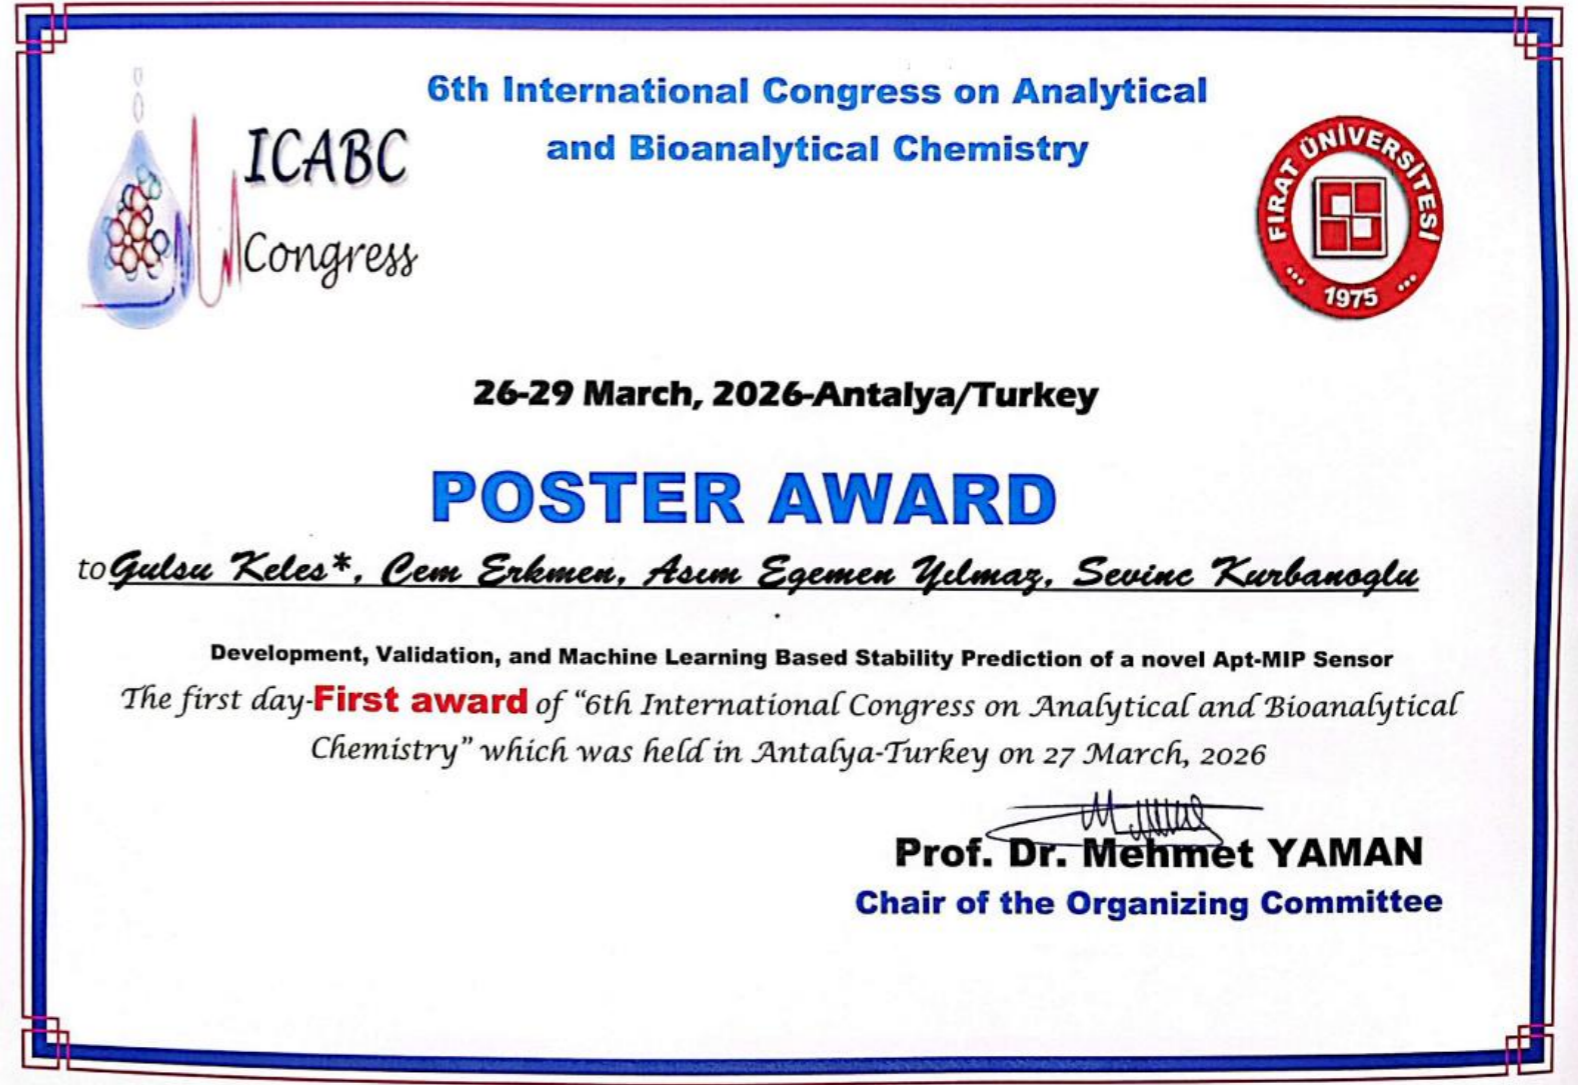 6th International Congress on Analytical
and Bioanalytical Chemistry
ICABC
Congress
FIRAT ÜNİVERSİTESİ
1975
26-29 March, 2026-Antalya/Turkey
POSTER AWARD
to Gulsu Keles*, Cem Erkmen, Asım Egemen Yılmaz, Sevinc Kurbanoglu
Development, Validation, and Machine Learning Based Stability Prediction of a novel Apt-MIP Sensor
The first day-First award of “6th International Congress on Analytical and Bioanalytical
Chemistry” which was held in Antalya-Turkey on 27 March, 2026
Prof. Dr. Mehmet YAMAN
Chair of the Organizing Committee